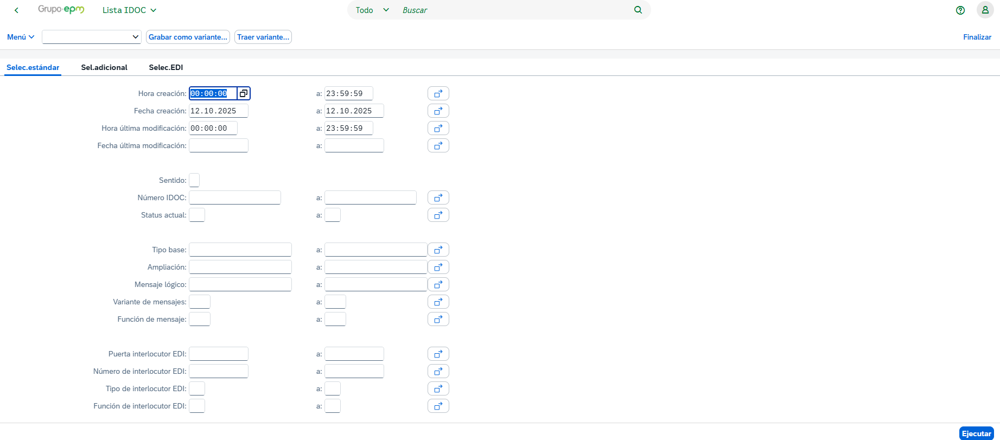 Grupo·epm Lista IDOC Todo Buscar
Menú Grabar como variante... Traer variante... Finalizar
Selec.estándar Sel.adicional Selec.EDI
Hora creación: 00:00:00 a: 23:59:59
Fecha creación: 12.10.2025 a: 12.10.2025
Hora última modificación: 00:00:00 a: 23:59:59
Fecha última modificación: a:
Sentido:
Número IDOC: a:
Status actual: a:
Tipo base: a:
Ampliación: a:
Mensaje lógico: a:
Variante de mensajes: a:
Función de mensaje: a:
Puerta interlocutor EDI: a:
Número de interlocutor EDI: a:
Tipo de interlocutor EDI: a:
Función de interlocutor EDI: a:
Ejecutar